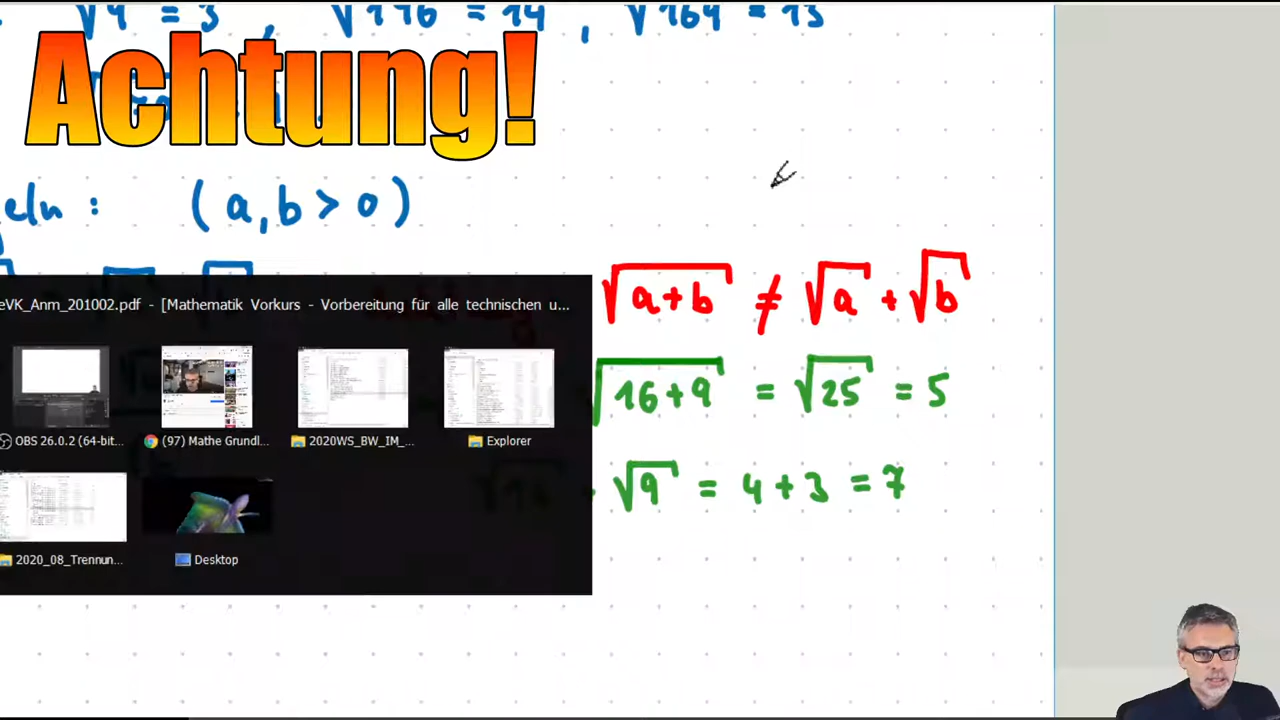 √4 = 3 , √196 = 14 , √169 = 13
Achtung!
eln : ( a, b > 0 )
√a+b ≠ √a + √b
eVK_Anm_201002.pdf - [Mathematik Vorkurs - Vorbereitung für alle technischen u...
√16+9 = √25 = 5
OBS 26.0.2 (64-bit... (97) Mathe Grundl... 2020WS_BW_IM_... Explorer
√9 = 4 + 3 = 7
2020_08_Trennun... Desktop